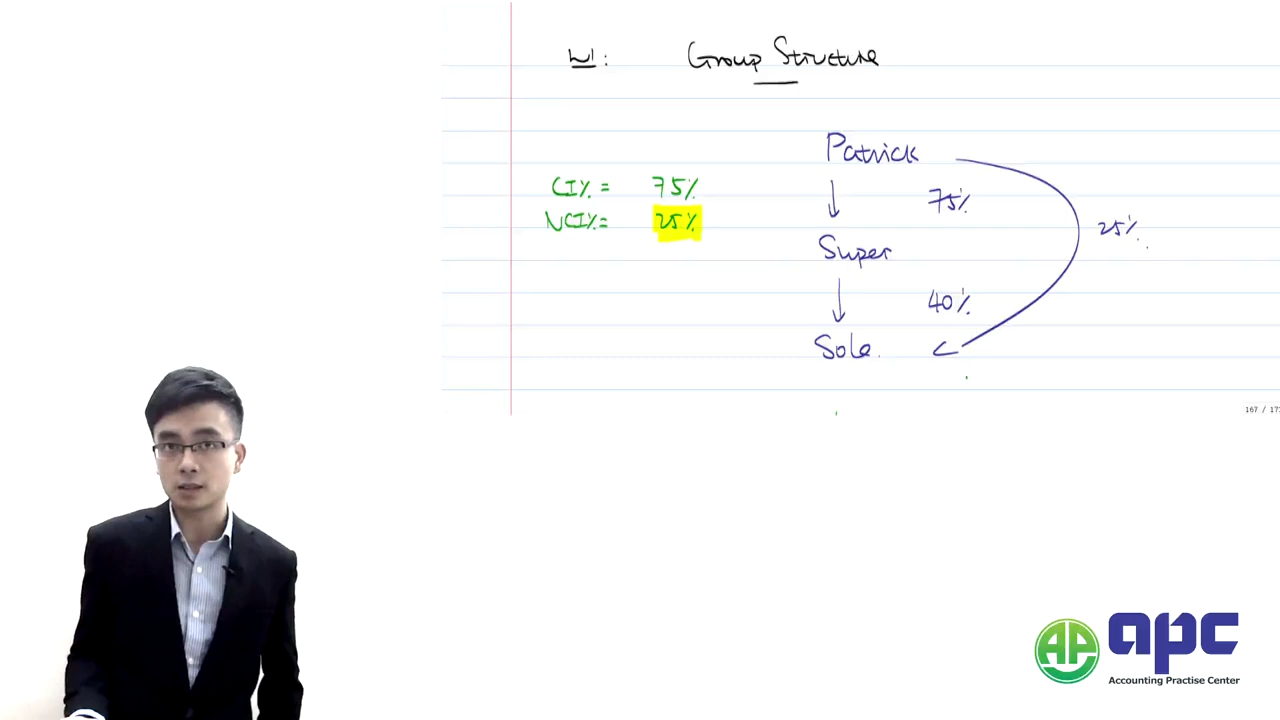 W1: Group Structure
Patrick
CI% = 75%
75%
NCI% = 25%
25%
Super
40%
Sole
167 / 17
AP apc
Accounting Practise Center